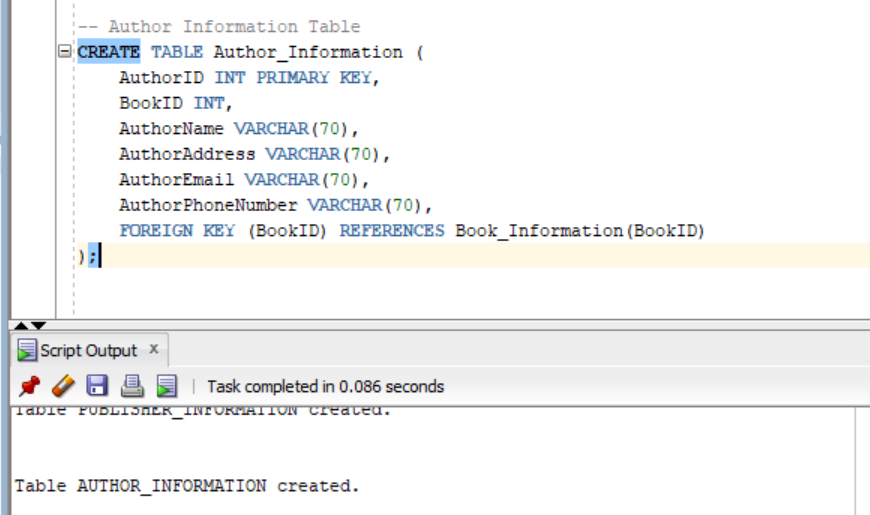 -- Author Information Table
CREATE TABLE Author_Information (
AuthorID INT PRIMARY KEY,
BookID INT,
AuthorName VARCHAR(70),
AuthorAddress VARCHAR(70),
AuthorEmail VARCHAR(70),
AuthorPhoneNumber VARCHAR(70),
FOREIGN KEY (BookID) REFERENCES Book_Information(BookID)
);
Script Output x
Task completed in 0.086 seconds
Table PUBLISHER_INFORMATION created.
Table AUTHOR_INFORMATION created.